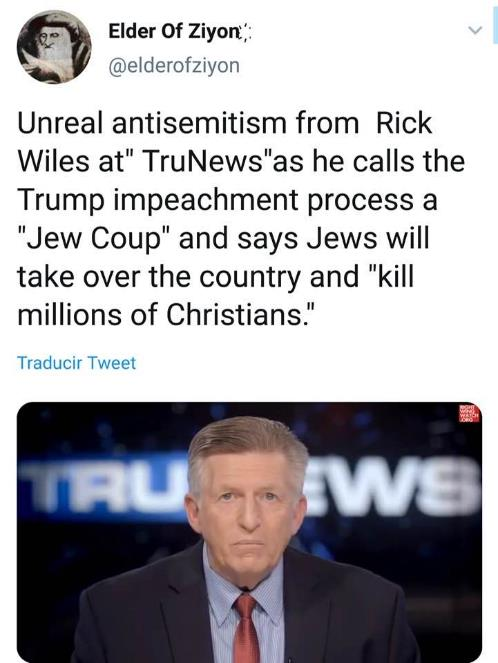 Elder Of Ziyon
@elderofziyon
Unreal antisemitism from Rick
Wiles at" TruNews"as he calls the
Trump impeachment process a
"Jew Coup" and says Jews will
take over the country and "kill
millions of Christians."
Traducir Tweet
RIGHT
WING
WATCH
.ORG
TRU EWS